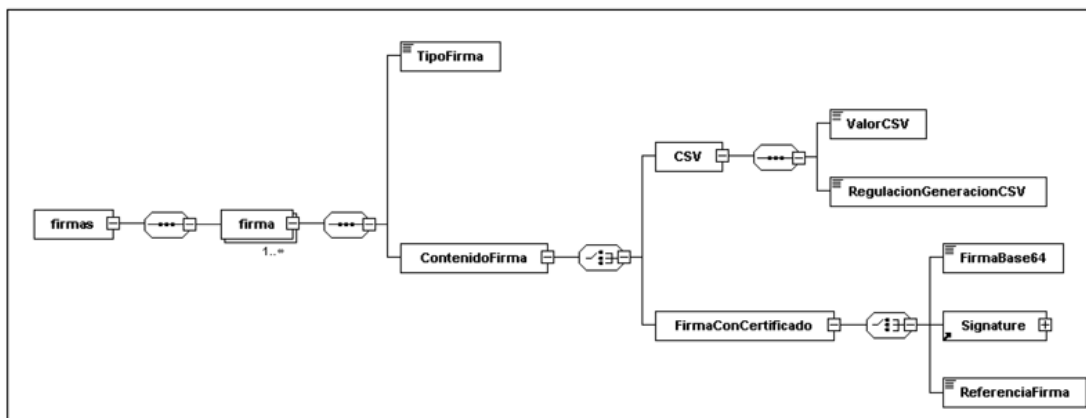 TipoFirma
ValorCSV
CSV
RegulacionGeneracionCSV
firmas
firma
1..∞
ContenidoFirma
FirmaBase64
FirmaConCertificado
Signature
ReferenciaFirma